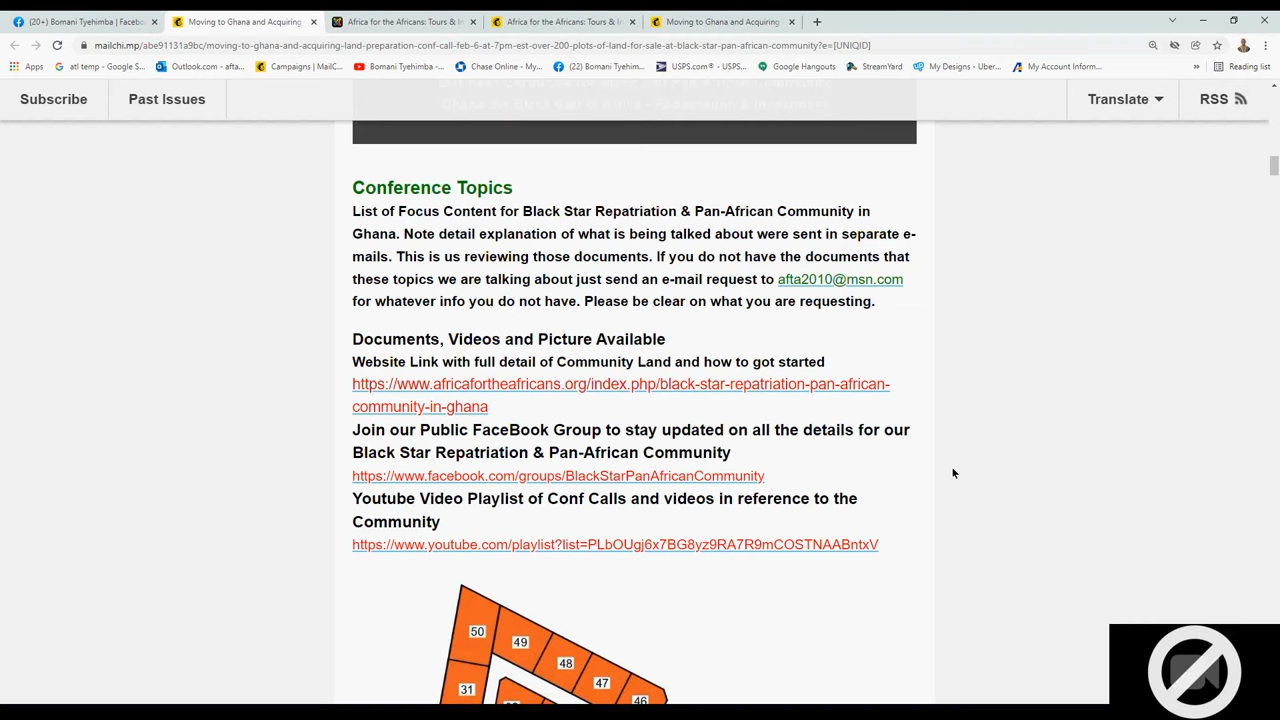 (20+) Bomani Tyehimba | Facebo
Moving to Ghana and Acquiring
Africa for the Africans: Tours & In
Africa for the Africans: Tours & In
Moving to Ghana and Acquiring
mailchi.mp/abe91131a9bc/moving-to-ghana-and-acquiring-land-preparation-conf-call-feb-6-at-7pm-est-over-200-plots-of-land-for-sale-at-black-star-pan-african-community?e=[UNIQID]
Apps
atl temp - Google S...
Outlook.com - afta...
Campaigns | MailC...
Bomani Tyehimba -...
Chase Online - My...
(22) Bomani Tyehim...
USPS.com® - USPS...
Google Hangouts
StreamYard
My Designs - Uber...
My Account Inform...
»
Reading list
Subscribe
Past Issues
Translate
RSS
Conference Topics
List of Focus Content for Black Star Repatriation & Pan-African Community in
Ghana. Note detail explanation of what is being talked about were sent in separate e-
mails. This is us reviewing those documents. If you do not have the documents that
these topics we are talking about just send an e-mail request to afta2010@msn.com
for whatever info you do not have. Please be clear on what you are requesting.
Documents, Videos and Picture Available
Website Link with full detail of Community Land and how to got started
https://www.africafortheafricans.org/index.php/black-star-repatriation-pan-african-
community-in-ghana
Join our Public FaceBook Group to stay updated on all the details for our
Black Star Repatriation & Pan-African Community
https://www.facebook.com/groups/BlackStarPanAfricanCommunity
Youtube Video Playlist of Conf Calls and videos in reference to the
Community
https://www.youtube.com/playlist?list=PLbOUgj6x7BG8yz9RA7R9mCOSTNAABntxV
50
49
48
47
46
31